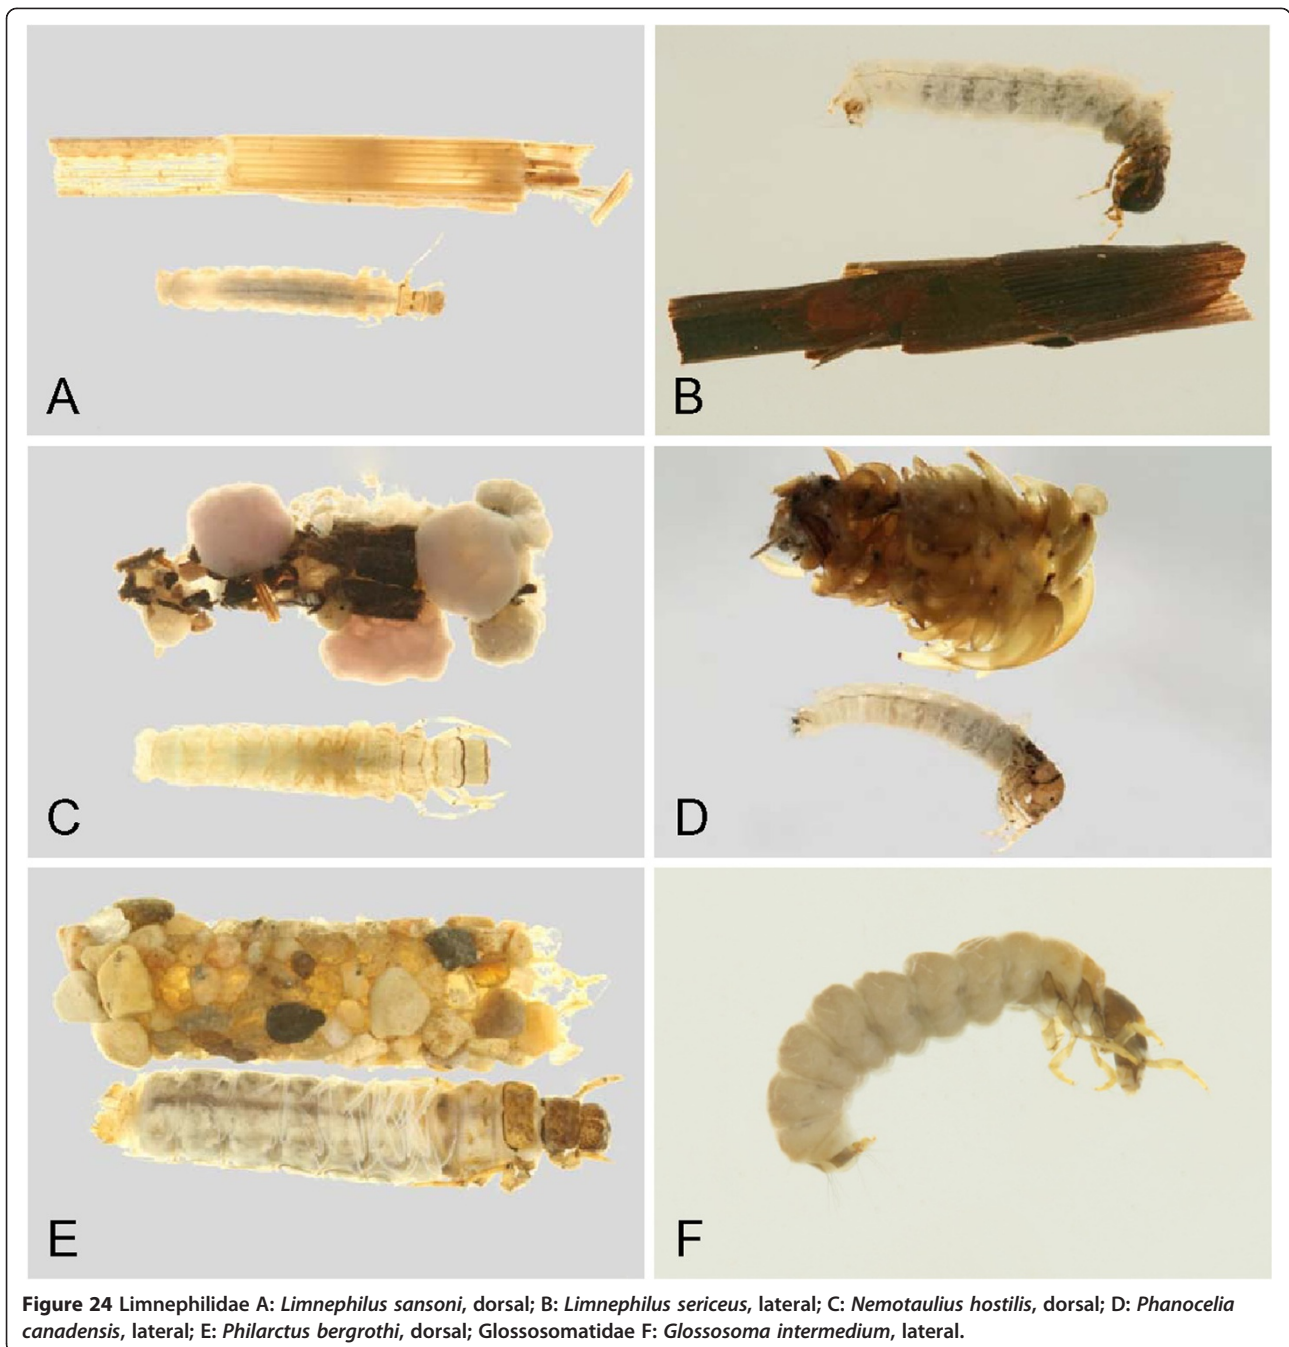 A
B
C
D
E
F
Figure 24 Limnephilidae A: Limnephilus sansoni, dorsal; B: Limnephilus sericeus, lateral; C: Nemotaulius hostilis, dorsal; D: Phanocelia
canadensis, lateral; E: Philarctus bergrothi, dorsal; Glossosomatidae F: Glossosoma intermedium, lateral.